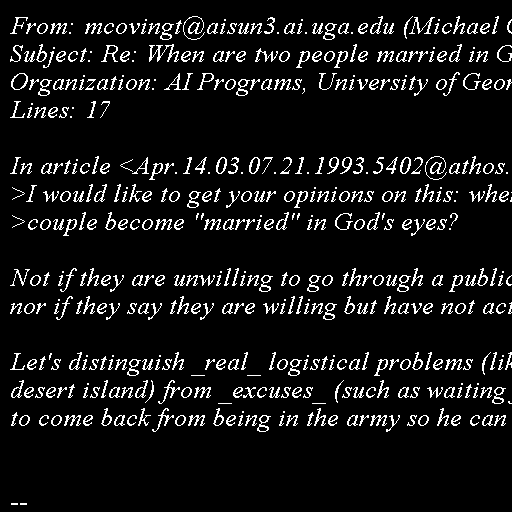 From: mcovingt@aisun3.ai.uga.edu (Michael
Subject: Re: When are two people married in
Organization: AI Programs, University of Geor
Lines: 17

In article <Apr.14.03.07.21.1993.5402@athos.
>I would like to get your opinions on this: whe
>couple become "married" in God's eyes?

Not if they are unwilling to go through a public
nor if they say they are willing but have not act

Let's distinguish _real_ logistical problems (lik
desert island) from _excuses_ (such as waiting
to come back from being in the army so he can

--